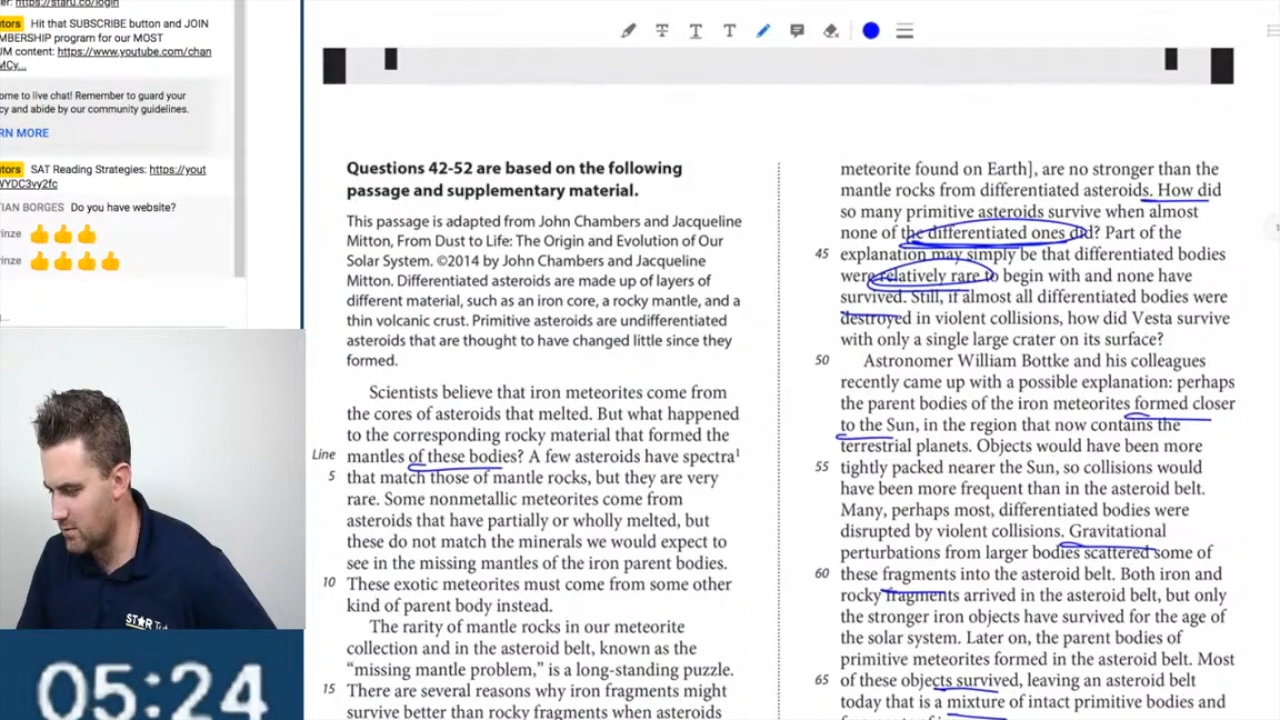 er: https://staru.co/login
utors Hit that SUBSCRIBE button and JOIN
MBERSHIP program for our MOST
UM content: https://www.youtube.com/chan
MCy...
ome to live chat! Remember to guard your
cy and abide by our community guidelines.
RN MORE
utors SAT Reading Strategies: https://yout
WYDC3vy2fc
TIAN BORGES Do you have website?
rinze 👍👍👍
rinze 👍👍👍👍
STAR
05:24
Questions 42-52 are based on the following
passage and supplementary material.
This passage is adapted from John Chambers and Jacqueline
Mitton, From Dust to Life: The Origin and Evolution of Our
Solar System. ©2014 by John Chambers and Jacqueline
Mitton. Differentiated asteroids are made up of layers of
different material, such as an iron core, a rocky mantle, and a
thin volcanic crust. Primitive asteroids are undifferentiated
asteroids that are thought to have changed little since they
formed.
Scientists believe that iron meteorites come from
the cores of asteroids that melted. But what happened
to the corresponding rocky material that formed the
Line mantles of these bodies? A few asteroids have spectra¹
5 that match those of mantle rocks, but they are very
rare. Some nonmetallic meteorites come from
asteroids that have partially or wholly melted, but
these do not match the minerals we would expect to
see in the missing mantles of the iron parent bodies.
10 These exotic meteorites must come from some other
kind of parent body instead.
The rarity of mantle rocks in our meteorite
collection and in the asteroid belt, known as the
“missing mantle problem,” is a long-standing puzzle.
15 There are several reasons why iron fragments might
survive better than rocky fragments when asteroids
meteorite found on Earth], are no stronger than the
mantle rocks from differentiated asteroids. How did
so many primitive asteroids survive when almost
none of the differentiated ones did? Part of the
45 explanation may simply be that differentiated bodies
were relatively rare to begin with and none have
survived. Still, if almost all differentiated bodies were
destroyed in violent collisions, how did Vesta survive
with only a single large crater on its surface?
50 Astronomer William Bottke and his colleagues
recently came up with a possible explanation: perhaps
the parent bodies of the iron meteorites formed closer
to the Sun, in the region that now contains the
terrestrial planets. Objects would have been more
55 tightly packed nearer the Sun, so collisions would
have been more frequent than in the asteroid belt.
Many, perhaps most, differentiated bodies were
disrupted by violent collisions. Gravitational
perturbations from larger bodies scattered some of
60 these fragments into the asteroid belt. Both iron and
rocky fragments arrived in the asteroid belt, but only
the stronger iron objects have survived for the age of
the solar system. Later on, the parent bodies of
primitive meteorites formed in the asteroid belt. Most
65 of these objects survived, leaving an asteroid belt
today that is a mixture of intact primitive bodies and